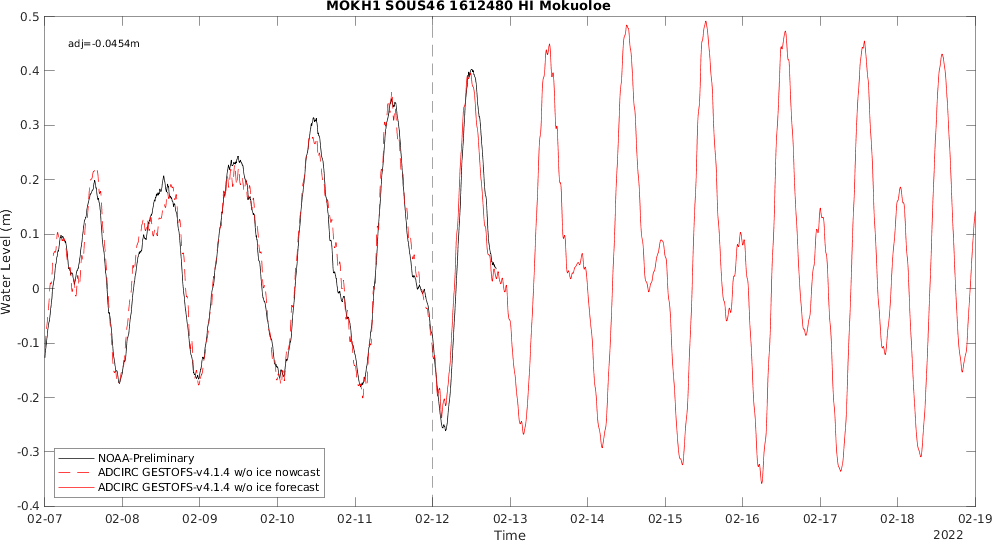 MOKH1 SOUS46 1612480 HI Mokuoloe
adj=-0.0454m
Water Level (m)
0.5
0.4
0.3
0.2
0.1
0
-0.1
-0.2
-0.3
-0.4
NOAA-Preliminary
ADCIRC GESTOFS-v4.1.4 w/o ice nowcast
ADCIRC GESTOFS-v4.1.4 w/o ice forecast
02-07 02-08 02-09 02-10 02-11 02-12 02-13 02-14 02-15 02-16 02-17 02-18 02-19
Time
2022